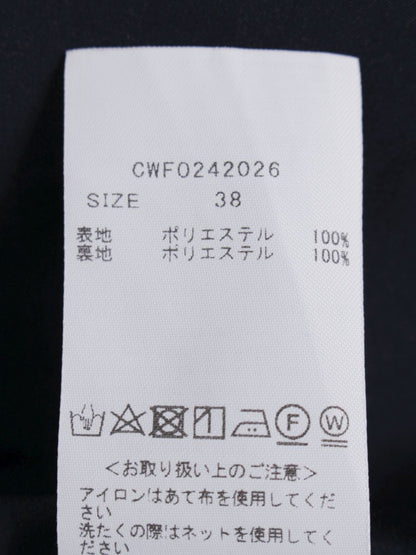 CWF0242026
SIZE 38
表地 ポリエステル 100%
裏地 ポリエステル 100%
F W
<お取り扱い上のご注意>
アイロンはあて布を使用してくだ
さい
洗たくの際はネットを使用してく
ださい